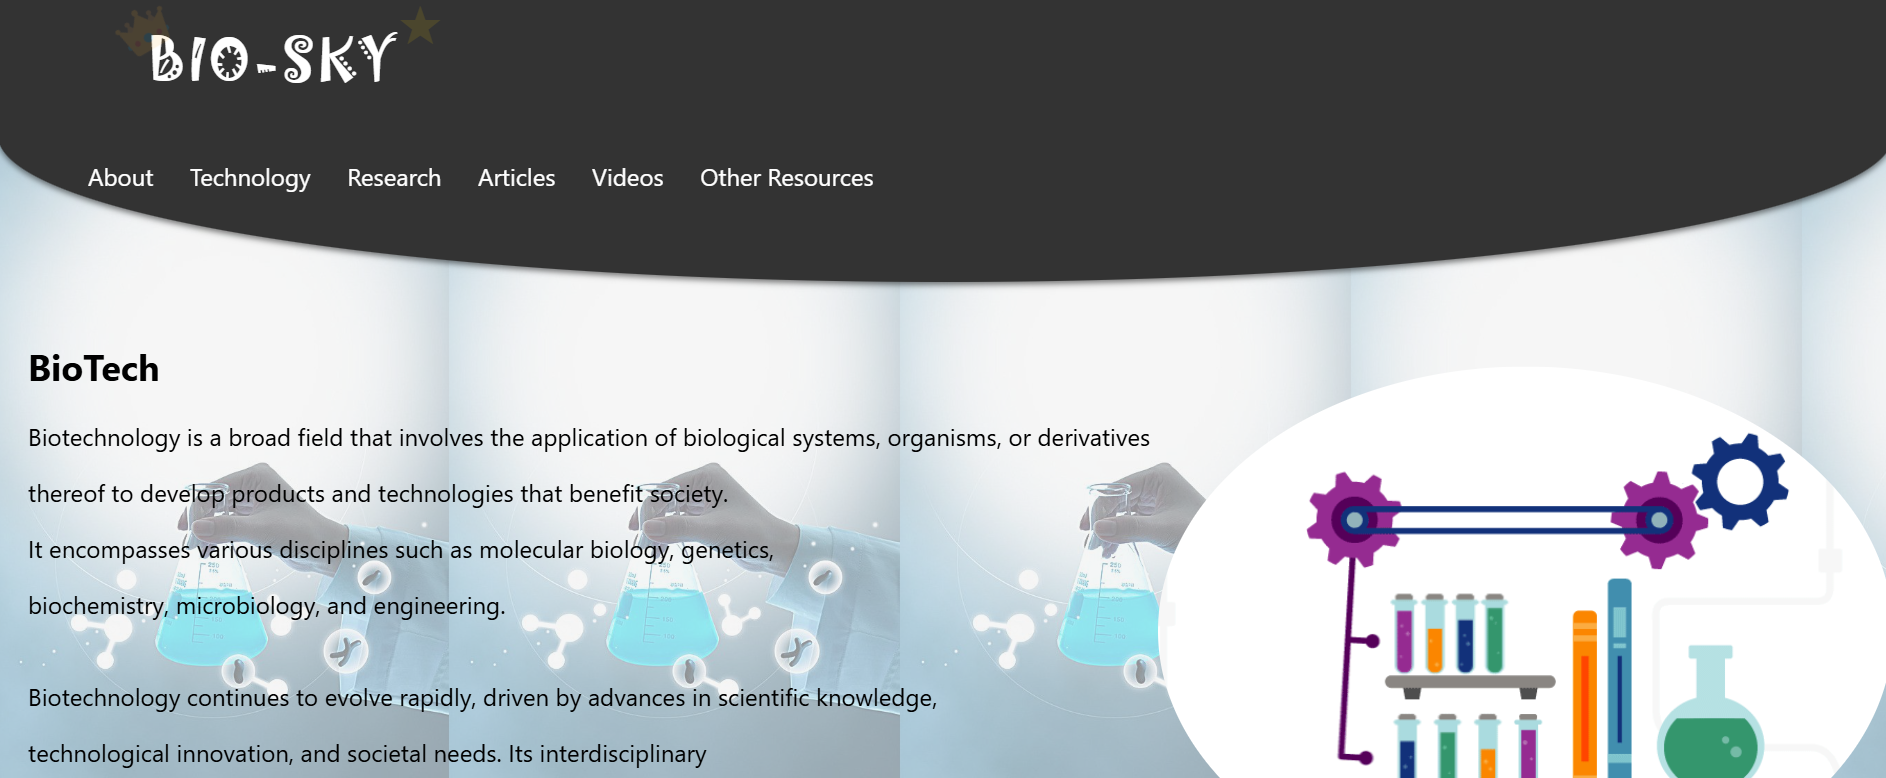 BIO-SKY
About Technology Research Articles Videos Other Resources
BioTech
Biotechnology is a broad field that involves the application of biological systems, organisms, or derivatives
thereof to develop products and technologies that benefit society.
It encompasses various disciplines such as molecular biology, genetics,
biochemistry, microbiology, and engineering.
Biotechnology continues to evolve rapidly, driven by advances in scientific knowledge,
technological innovation, and societal needs. Its interdisciplinary